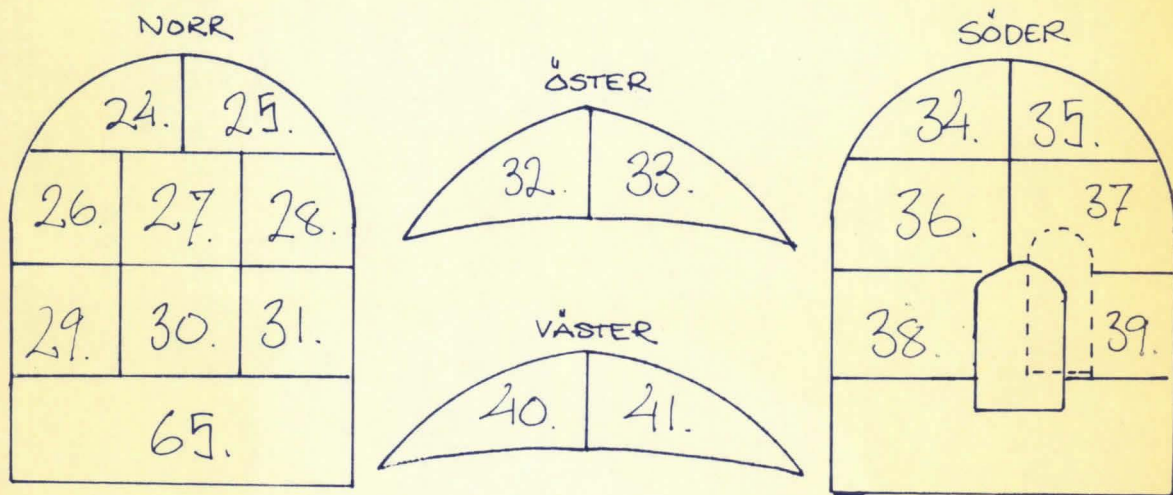 NORR
24. 25.
26. 27. 28.
29. 30. 31.
65.
ÖSTER
32. 33.
VÄSTER
40. 41.
SÖDER
34. 35.
36. 37
38. 39.